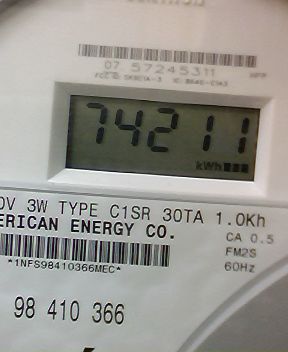 07 57245311
74211
kWh
0V 3W TYPE C1SR 30TA 1.0Kh
ERICAN ENERGY CO.
CA 0.5
FM2S
60Hz
*1NFS98410366MEC*
98 410 366